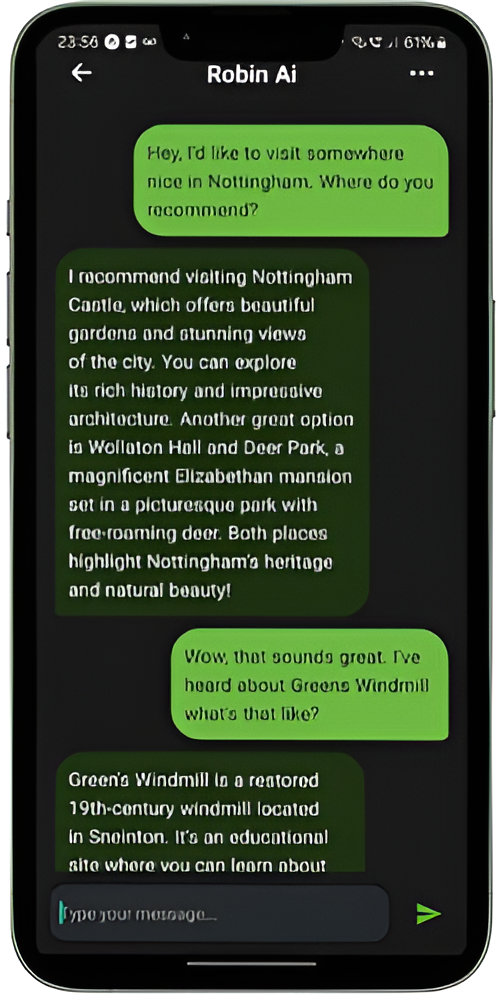 23:58
61%
Robin Ai
Hey, I'd like to visit somewhere
nice in Nottingham. Where do you
recommend?
I recommend visiting Nottingham
Castle, which offers beautiful
gardens and stunning views
of the city. You can explore
its rich history and impressive
architecture. Another great option
is Wollaton Hall and Deer Park, a
magnificent Elizabethan mansion
set in a picturesque park with
free-roaming deer. Both places
highlight Nottingham's heritage
and natural beauty!
Wow, that sounds great. I've
heard about Greens Windmill
what's that like?
Green's Windmill is a restored
19th-century windmill located
in Sneinton. It's an educational
site where you can learn about
Type your message...